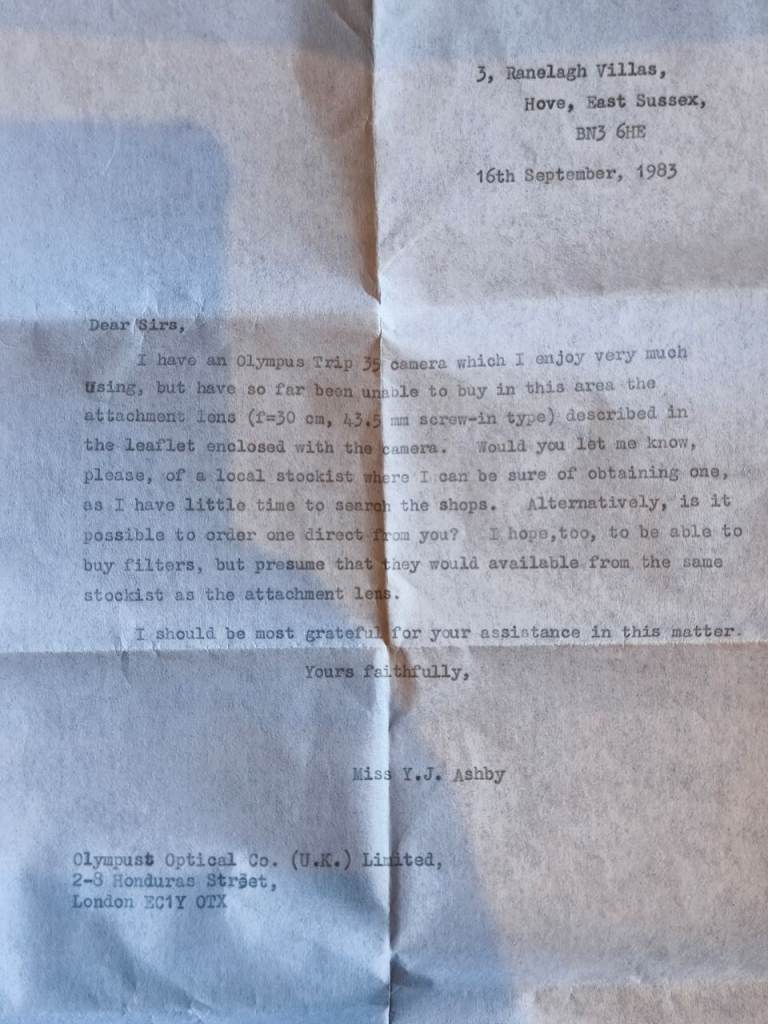 3, Ranelagh Villas,
Hove, East Sussex,
BN3 6HE
16th September, 1983
Dear Sirs,
I have an Olympus Trip 35 camera which I enjoy very much
using, but have so far been unable to buy in this area the
attachment lens (f=30 cm, 43.5 mm screw-in type) described in
the leaflet enclosed with the camera. Would you let me know,
please, of a local stockist where I can be sure of obtaining one,
as I have little time to search the shops. Alternatively, is it
possible to order one direct from you? I hope,too, to be able to
buy filters, but presume that they would available from the same
stockist as the attachment lens.
I should be most grateful for your assistance in this matter.
Yours faithfully,
Miss Y.J. Ashby
Olympust Optical Co. (U.K.) Limited,
2-8 Honduras Street,
London EC1Y OTX